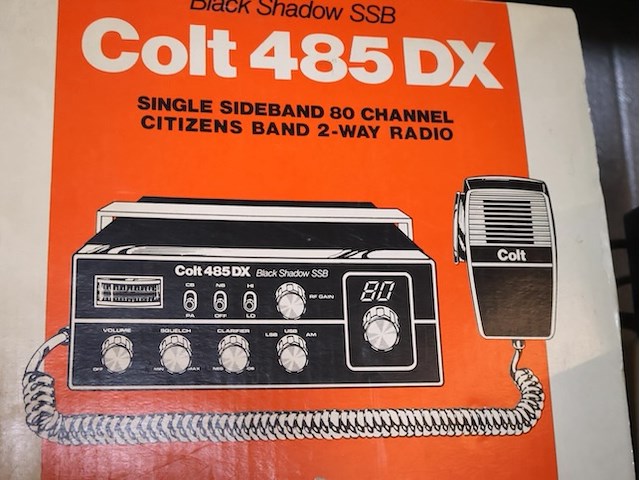 Black Shadow SSB
Colt 485 DX
SINGLE SIDEBAND 80 CHANNEL
CITIZENS BAND 2-WAY RADIO
Colt
Colt 485 DX Black Shadow SSB
CB NB HI
PA OFF LO
RF GAIN
80
VOLUME SQUELCH CLARIFIER LSB USB AM
OFF MIN MAX